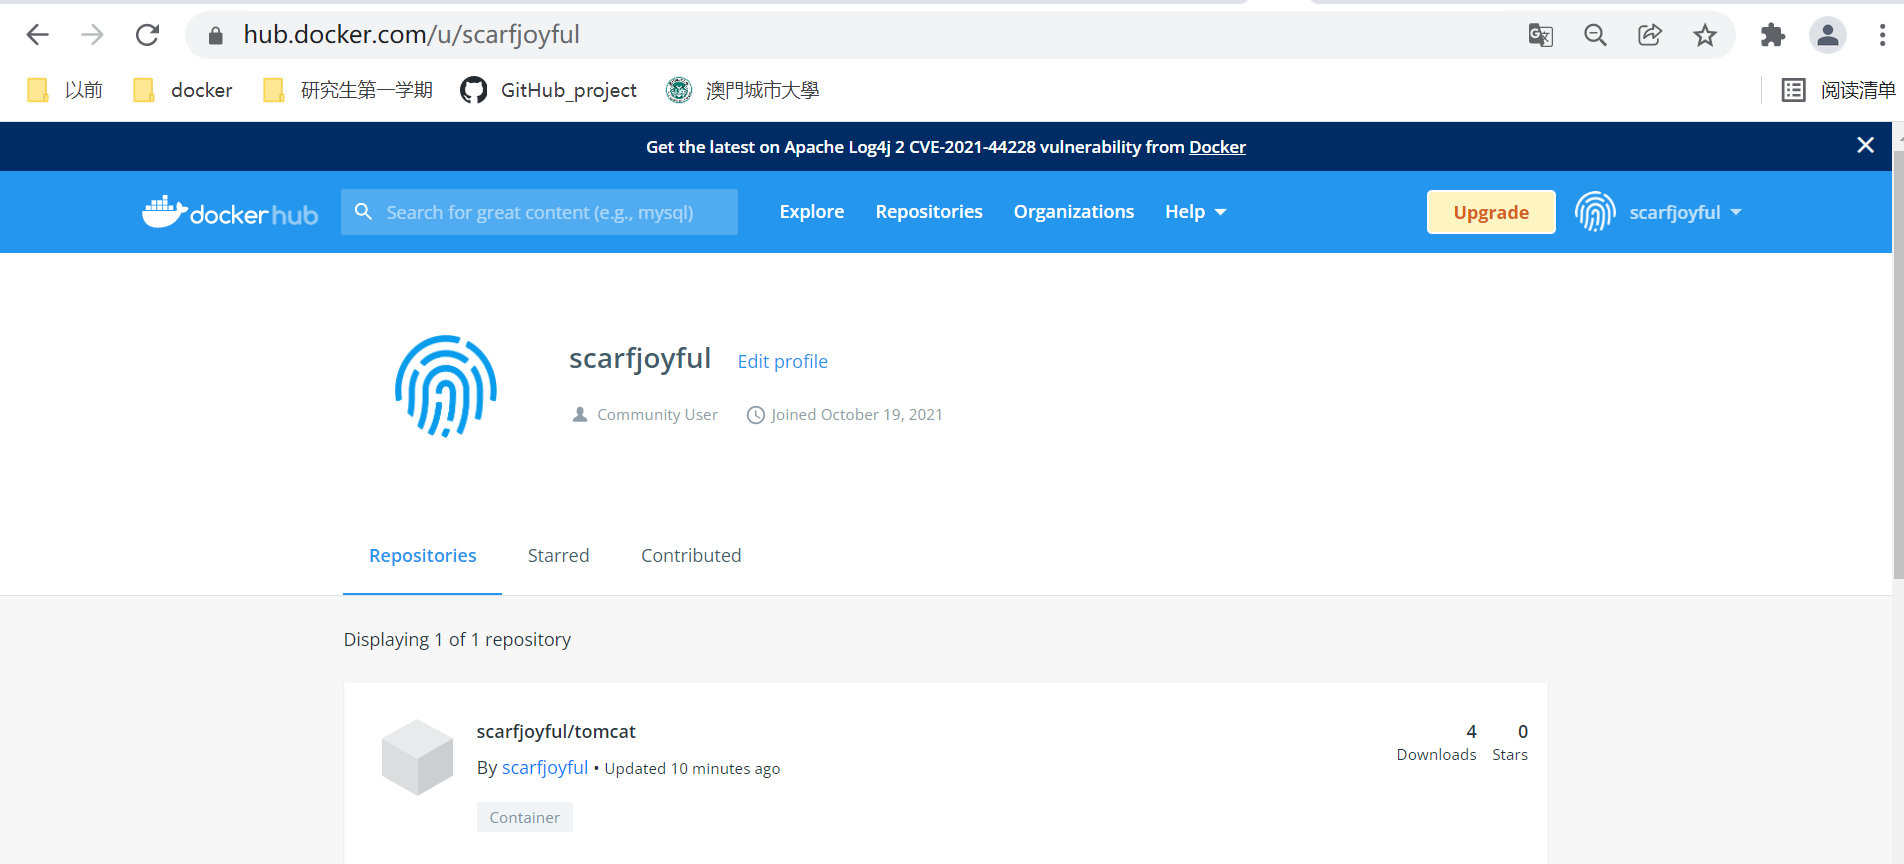 hub.docker.com/u/scarfjoyful
以前 docker 研究生第一学期 GitHub_project 澳門城市大學 阅读清单
Get the latest on Apache Log4j 2 CVE-2021-44228 vulnerability from Docker
docker hub Search for great content (e.g., mysql) Explore Repositories Organizations Help Upgrade scarfjoyful
scarfjoyful Edit profile
Community User Joined October 19, 2021
Repositories Starred Contributed
Displaying 1 of 1 repository
scarfjoyful/tomcat 4 0
Downloads Stars
By scarfjoyful • Updated 10 minutes ago
Container